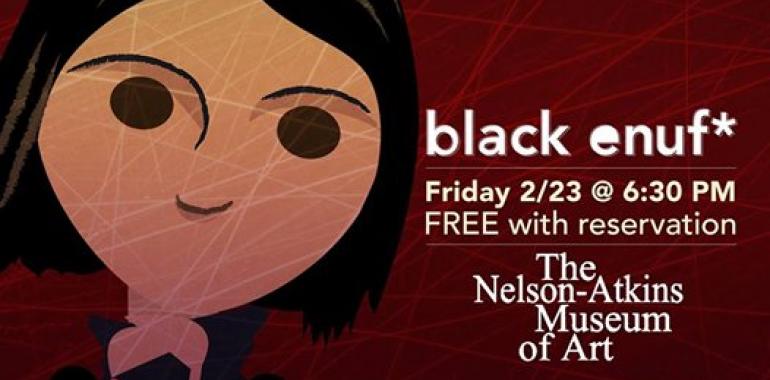 black enuf*
Friday 2/23 @ 6:30 PM
FREE with reservation
The
Nelson-Atkins
Museum
of Art